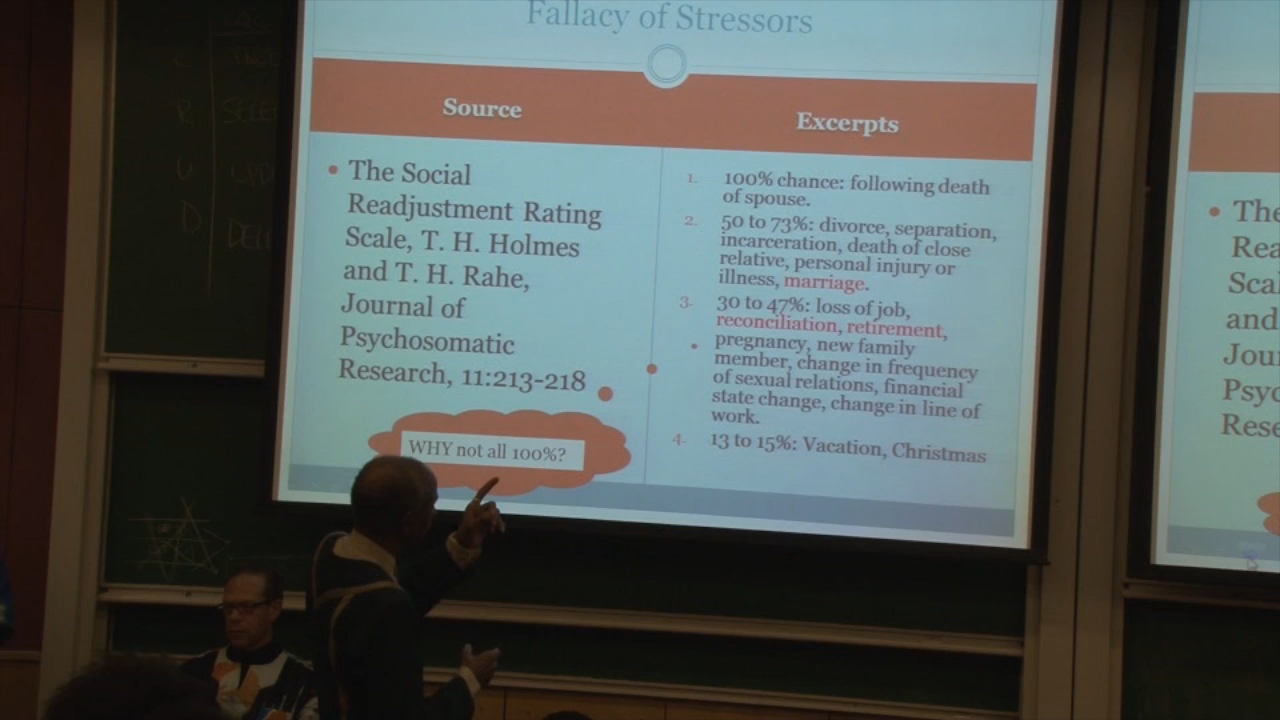 Fallacy of Stressors
Source
Excerpts
The Social
Readjustment Rating
Scale, T. H. Holmes
and T. H. Rahe,
Journal of
Psychosomatic
Research, 11:213-218
WHY not all 100%?
1. 100% chance: following death
of spouse.
2. 50 to 73%: divorce, separation,
incarceration, death of close
relative, personal injury or
illness, marriage.
3. 30 to 47%: loss of job,
reconciliation, retirement,
pregnancy, new family
member, change in frequency
of sexual relations, financial
state change, change in line of
work.
4. 13 to 15%: Vacation, Christmas
The
Rea
Scal
and
Jour
Psyc
Rese